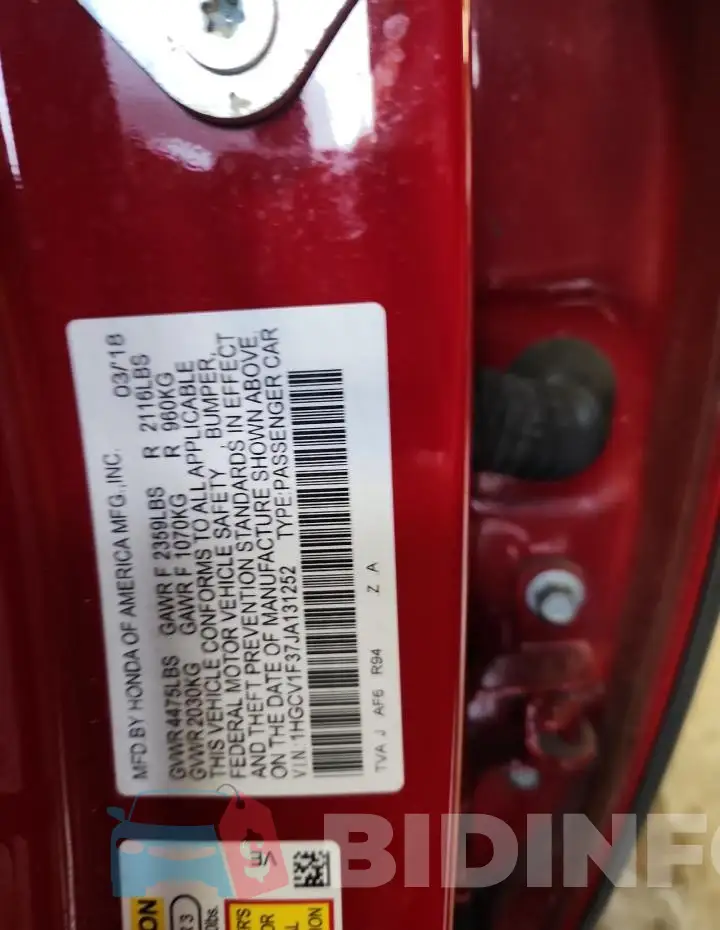 MFD.BY HONDA OF AMERICA MFG.,INC. 03/18
GVWR 4475LBS GAWR F 2359LBS R 2116LBS
GVWR 2030KG GAWR F 1070KG R 960KG
THIS VEHICLE CONFORMS TO ALL APPLICABLE
FEDERAL MOTOR VEHICLE SAFETY , BUMPER,
AND THEFT PREVENTION STANDARDS IN EFFECT
ON THE DATE OF MANUFACTURE SHOWN ABOVE.
VIN:1HGCV1F37JA131252 TYPE:PASSENGER CAR
TVA J AF6 R94 Z A
BIDINFO